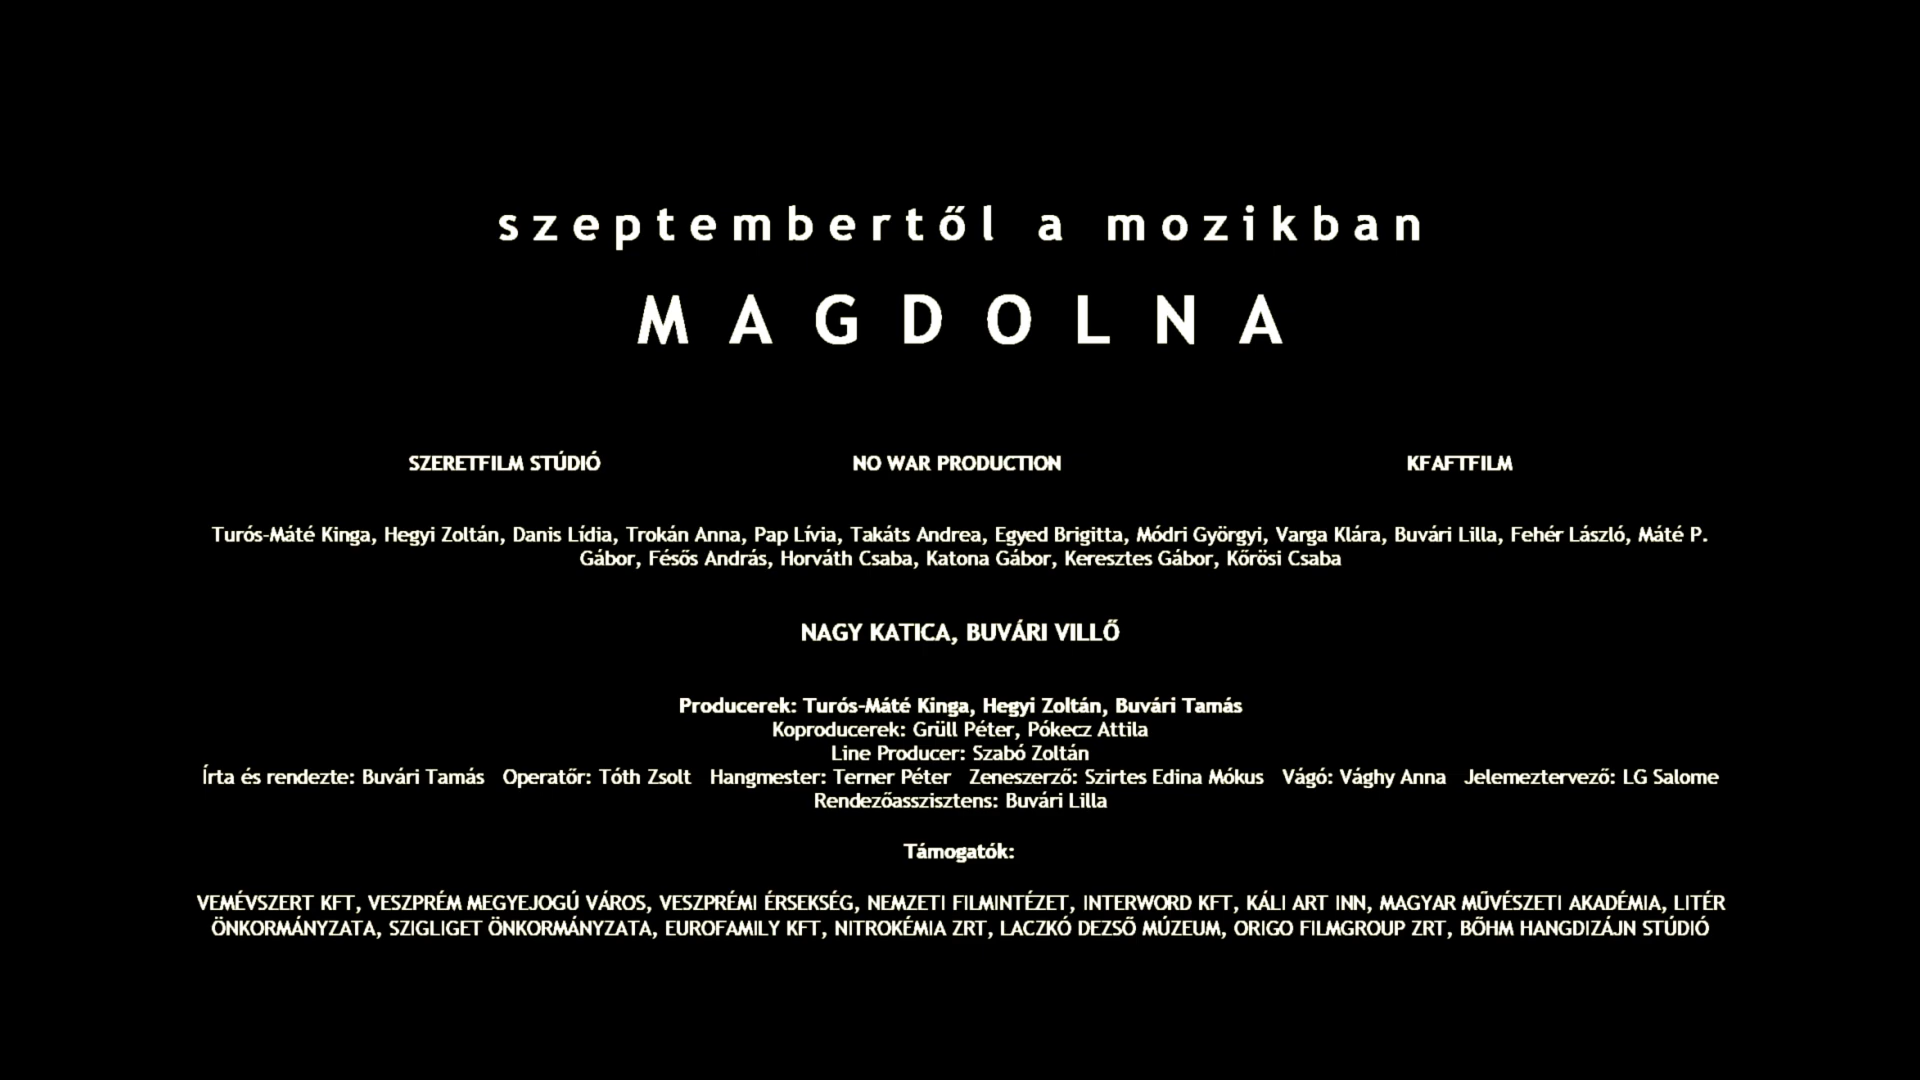 szeptembertől a mozikban
MAGDOLNA
SZERETFILM STÚDIÓ NO WAR PRODUCTION KFAFTFILM
Turós-Máté Kinga, Hegyi Zoltán, Danis Lídia, Trokán Anna, Pap Lívia, Takáts Andrea, Egyed Brigitta, Módri Györgyi, Varga Klára, Buvári Lilla, Fehér László, Máté P.
Gábor, Fésős András, Horváth Csaba, Katona Gábor, Keresztes Gábor, Kőrösi Csaba
NAGY KATICA, BUVÁRI VILLŐ
Producerek: Turós-Máté Kinga, Hegyi Zoltán, Buvári Tamás
Koproducerek: Grüll Péter, Pókecz Attila
Line Producer: Szabó Zoltán
Írta és rendezte: Buvári Tamás Operatőr: Tóth Zsolt Hangmester: Terner Péter Zeneszerző: Szirtes Edina Mókus Vágó: Vághy Anna Jelemeztervező: LG Salome
Rendezőasszisztens: Buvári Lilla
Támogatók:
VEMÉVSZERT KFT, VESZPRÉM MEGYEJOGÚ VÁROS, VESZPRÉMI ÉRSEKSÉG, NEMZETI FILMINTÉZET, INTERWORD KFT, KÁLI ART INN, MAGYAR MŰVÉSZETI AKADÉMIA, LITÉR
ÖNKORMÁNYZATA, SZIGLIGET ÖNKORMÁNYZATA, EUROFAMILY KFT, NITROKÉMIA ZRT, LACZKÓ DEZSŐ MÚZEUM, ORIGO FILMGROUP ZRT, BŐHM HANGDIZÁJN STÚDIÓ